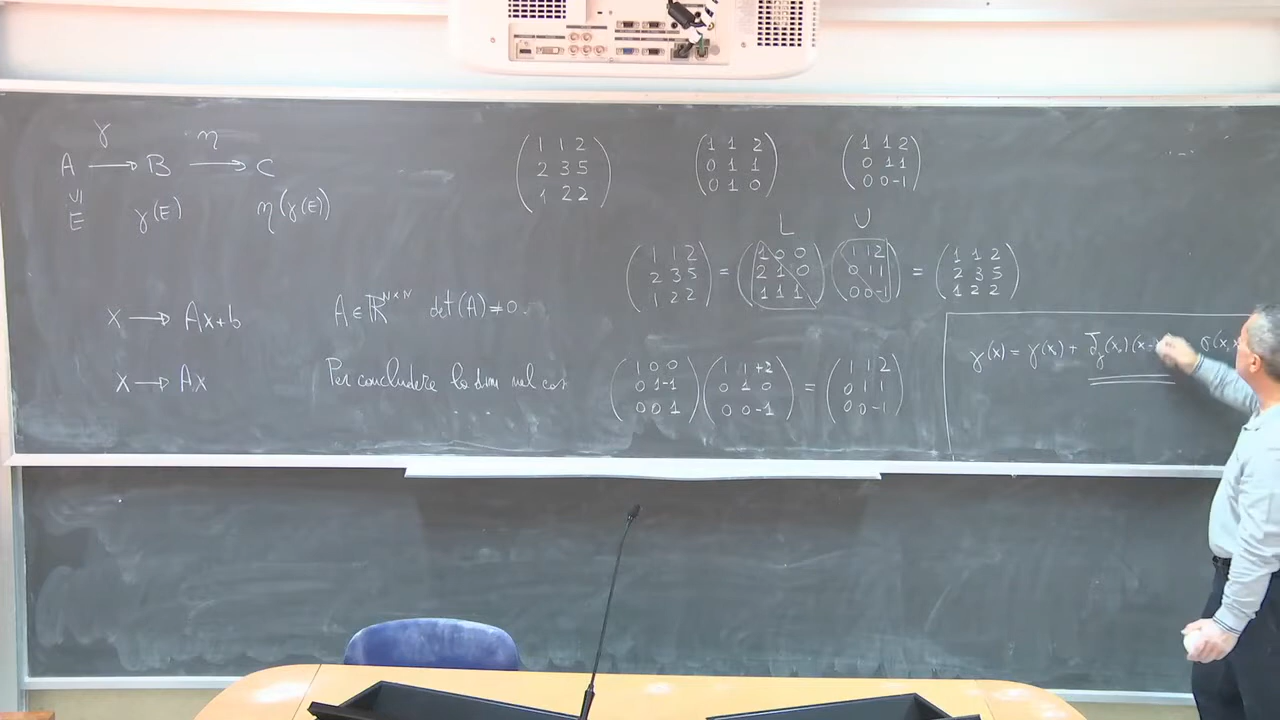 γ η
A ⟶ B ⟶ C
⊆
E γ(E) η(γ(E))
x ⟶ Ax+b
x ⟶ Ax
A ∈ ℝ^{N×N} det(A) ≠ 0.
Per concludere la dim nel
( 1 1 2 ) ( 1 1 2 ) ( 1 1 2 )
( 2 3 5 ) ( 0 1 1 ) ( 0 1 1 )
( 1 2 2 ) ( 0 1 0 ) ( 0 0 -1 )
L U
( 1 1 2 ) ( 1 0 0 ) ( 1 1 2 ) ( 1 1 2 )
( 2 3 5 ) = ( 2 1 0 ) ( 0 1 1 ) = ( 2 3 5 )
( 1 2 2 ) ( 1 1 1 ) ( 0 0 -1 ) ( 1 2 2 )
( 1 0 0 ) ( 1 1 +2 ) ( 1 1 2 )
( 0 1 -1 ) ( 0 1 0 ) = ( 0 1 1 )
( 0 0 1 ) ( 0 0 -1 ) ( 0 0 -1 )
γ(x) = γ(x₀) + J_γ(x₀)(x- σ(x,x